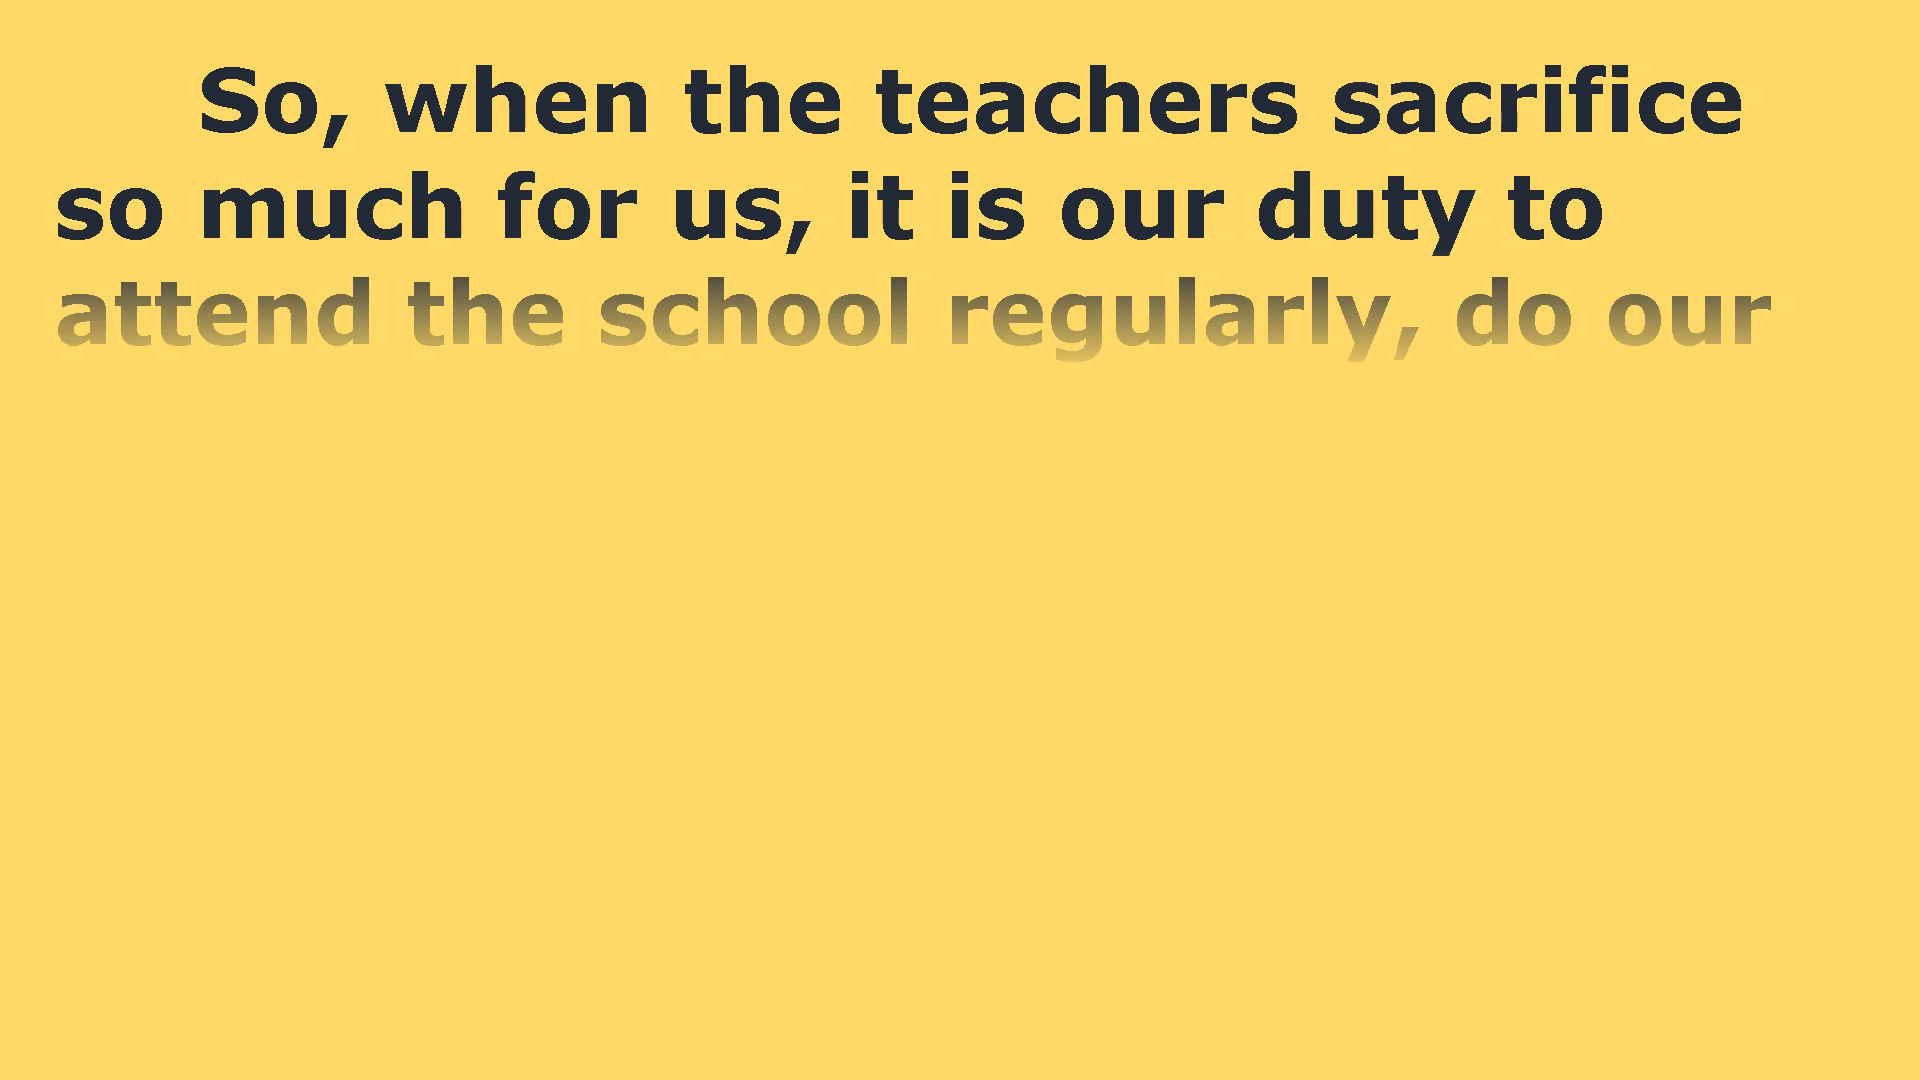 So, when the teachers sacrifice
so much for us, it is our duty to
attend the school regularly, do our